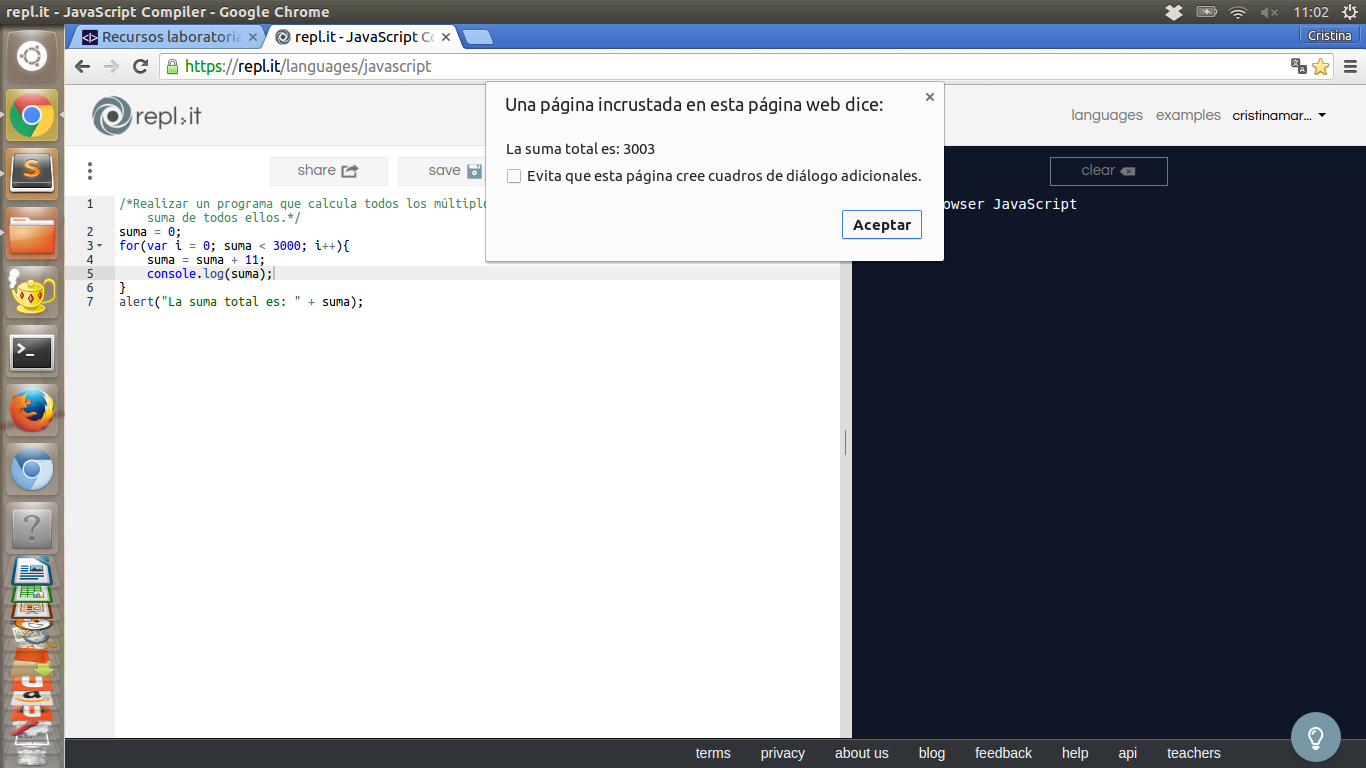 repl.it - JavaScript Compiler - Google Chrome
11:02
Recursos laboratoria
repl.it - JavaScript Co
Cristina
https://repl.it/languages/javascript
repl.it
languages
examples
cristinamar...
Una página incrustada en esta página web dice:
La suma total es: 3003
Evita que esta página cree cuadros de diálogo adicionales.
Aceptar
share
save
clear
JavaScript
1 /*Realizar un programa que calcula todos los
suma de todos ellos.*/
2 suma = 0;
3 for(var i = 0; suma < 3000; i++){
4 suma = suma + 11;
5 console.log(suma);
6 }
7 alert("La suma total es: " + suma);
terms
privacy
about us
blog
feedback
help
api
teachers